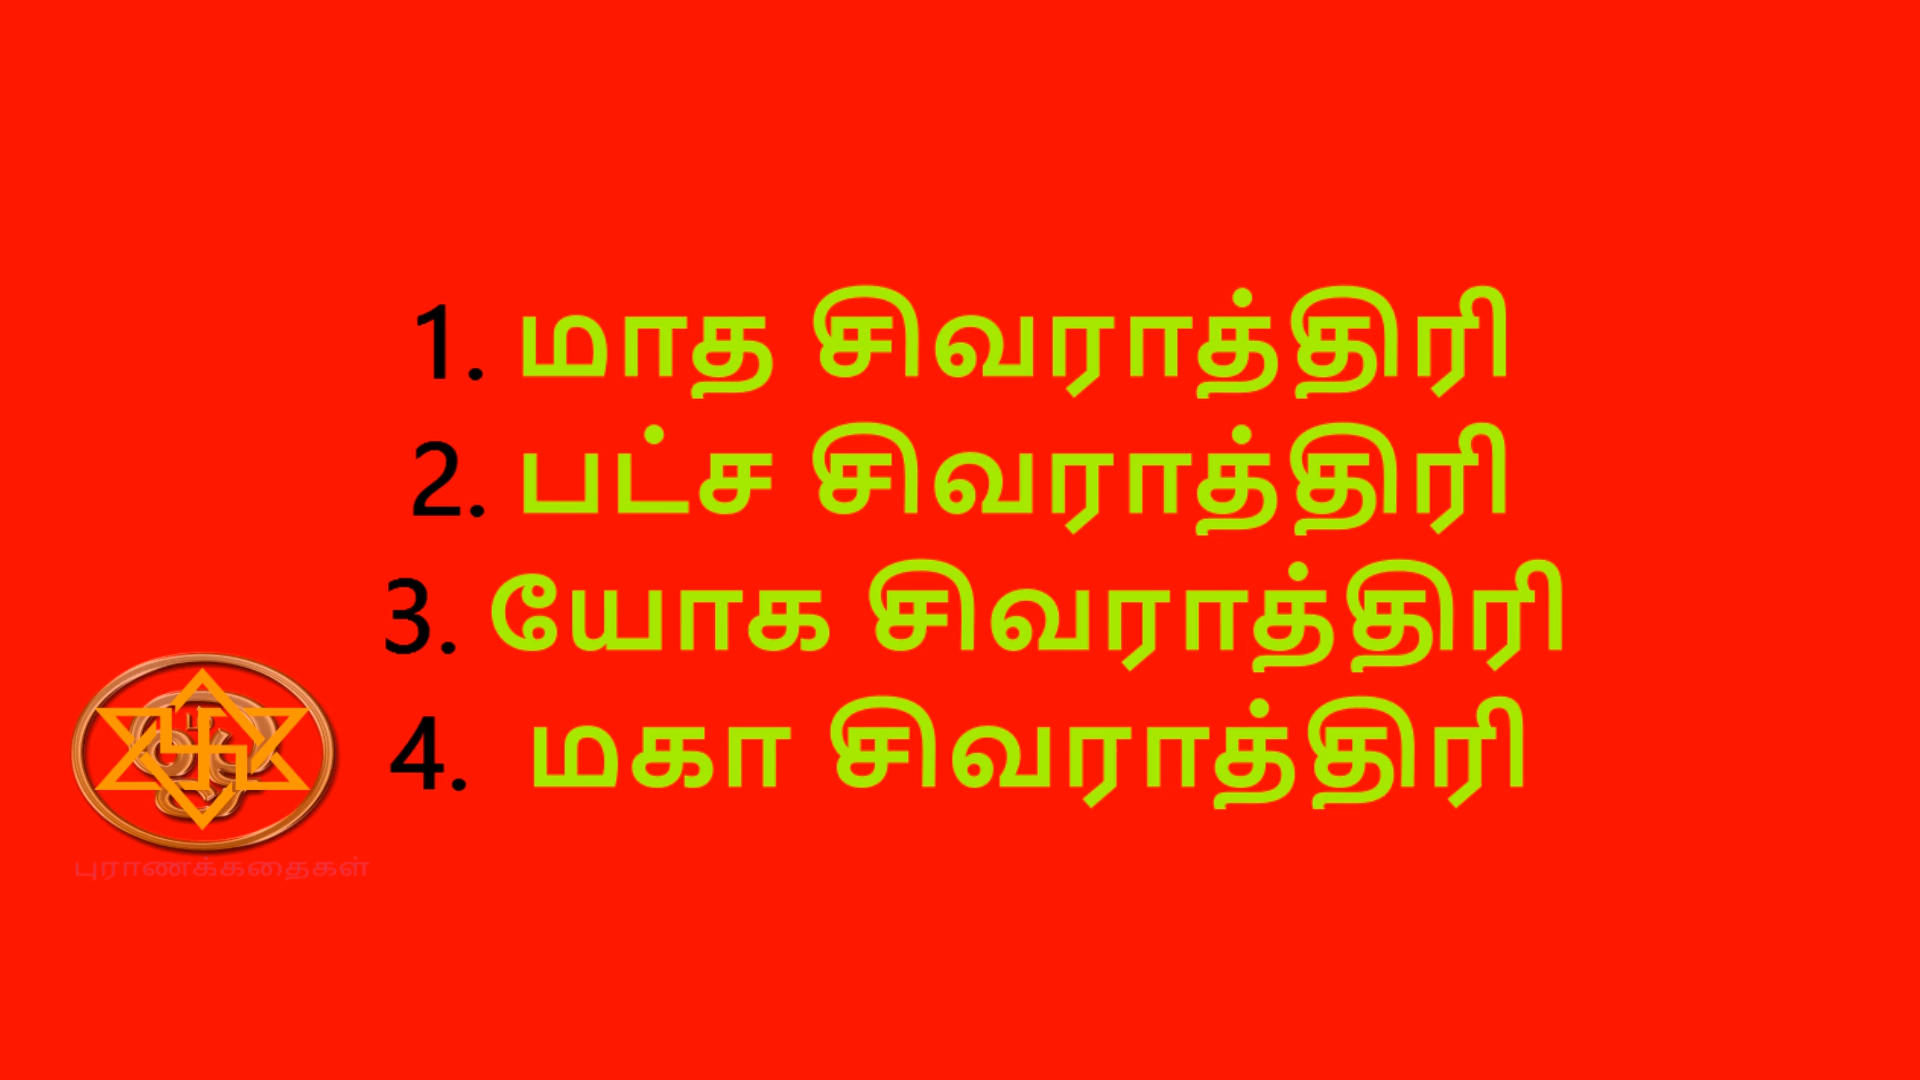 1. மாத சிவராத்திரி
2. பட்ச சிவராத்திரி
3. யோக சிவராத்திரி
4. மகா சிவராத்திரி
புராணக்கதைகள்